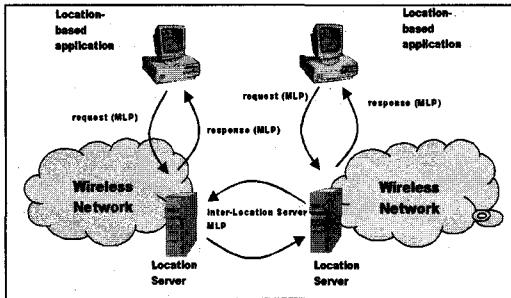 Location-
based
application
Location-
based
application
request (MLP)
response (MLP)
request (MLP)
response (MLP)
Wireless
Network
Inter-Location Server
MLP
Wireless
Network
Location
Server
Location
Server